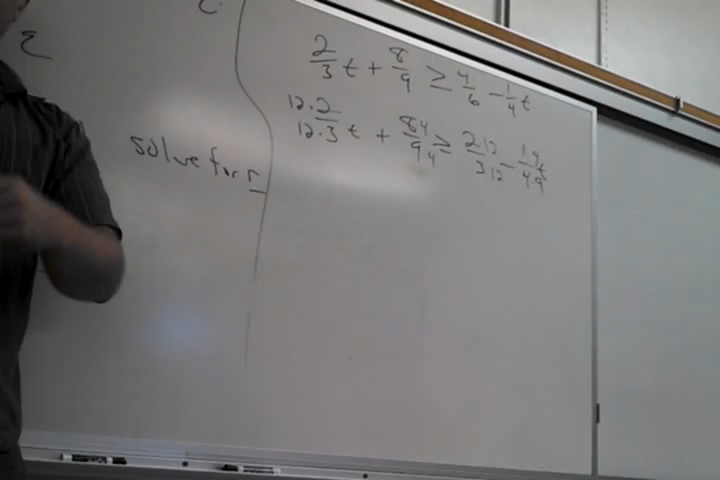 solve for r
2/3 t + 8/9 ≥ 4/6 - 1/4 t
12·2/12·3 t + 8·4/9·4 ≥ 2·12/3·12 - 1·9/4·9 t